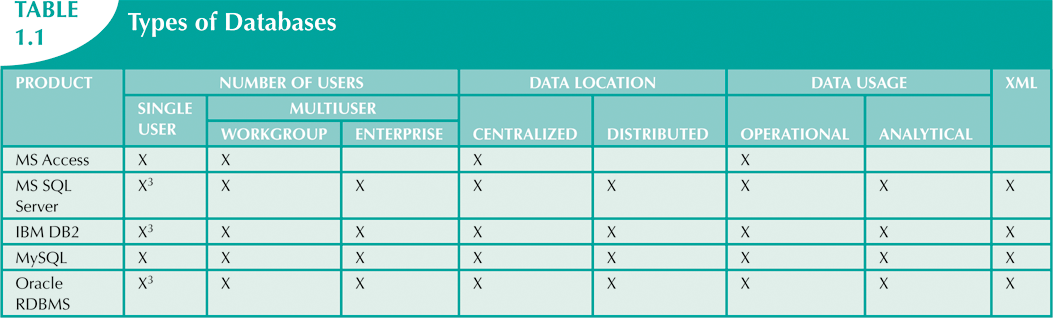 TABLE
1.1
Types of Databases
PRODUCT NUMBER OF USERS DATA LOCATION DATA USAGE XML
SINGLE
USER
MULTIUSER
WORKGROUP ENTERPRISE CENTRALIZED DISTRIBUTED OPERATIONAL ANALYTICAL
MS Access X X X X
MS SQL
Server
X³ X X X X X X X
IBM DB2 X³ X X X X X X X
MySQL X X X X X X X X
Oracle
RDBMS
X³ X X X X X X X